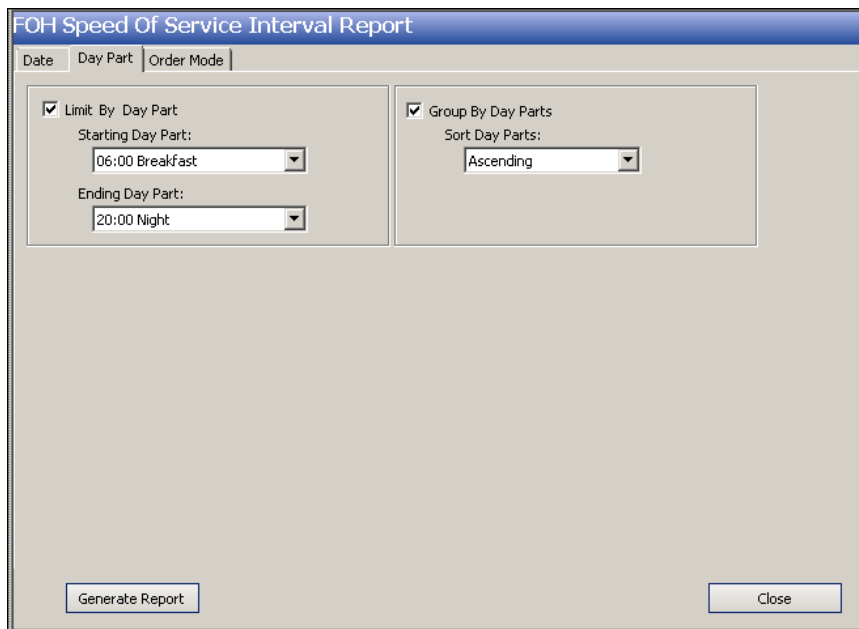 FOH Speed Of Service Interval Report
Date Day Part Order Mode
Limit By Day Part
Starting Day Part:
06:00 Breakfast
Ending Day Part:
20:00 Night
Group By Day Parts
Sort Day Parts:
Ascending
Generate Report
Close